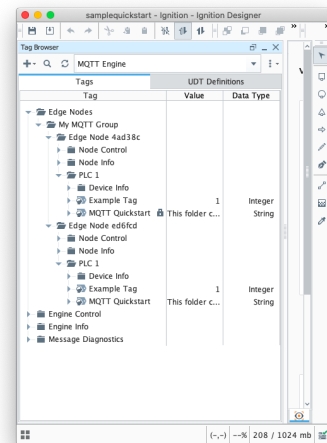 samplequickstart - Ignition - Ignition Designer
Tag Browser
MQTT Engine
Tags UDT Definitions
Tag Value Data Type
Edge Nodes
My MQTT Group
Edge Node 4ad38c
Node Control
Node Info
PLC 1
Device Info
Example Tag 1 Integer
MQTT Quickstart This folder c... String
Edge Node ed6fcd
Node Control
Node Info
PLC 1
Device Info
Example Tag 1 Integer
MQTT Quickstart This folder c... String
Engine Control
Engine Info
Message Diagnostics
(-,-) --% 208 / 1024 mb